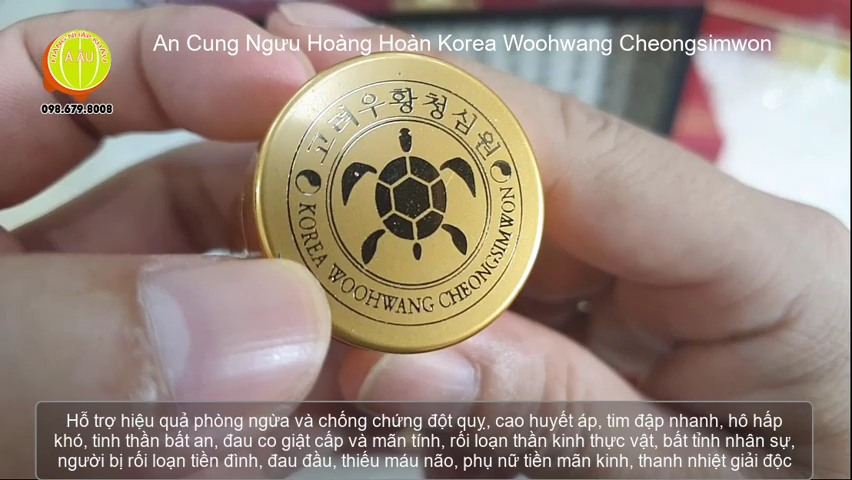 An Cung Ngưu Hoàng Hoàn Korea Woohwang Cheongsimwon
HÀNG NHẬP KHẨU
Á ÂU
098.679.8008
고려우황청심원
KOREA WOOHWANG CHEONGSIMWON
Hỗ trợ hiệu quả phòng ngừa và chống chứng đột quỵ, cao huyết áp, tim đập nhanh, hô hấp
khó, tinh thần bất an, đau co giật cấp và mãn tính, rối loạn thần kinh thực vật, bất tỉnh nhân sự,
người bị rối loạn tiền đình, đau đầu, thiếu máu não, phụ nữ tiền mãn kinh, thanh nhiệt giải độc